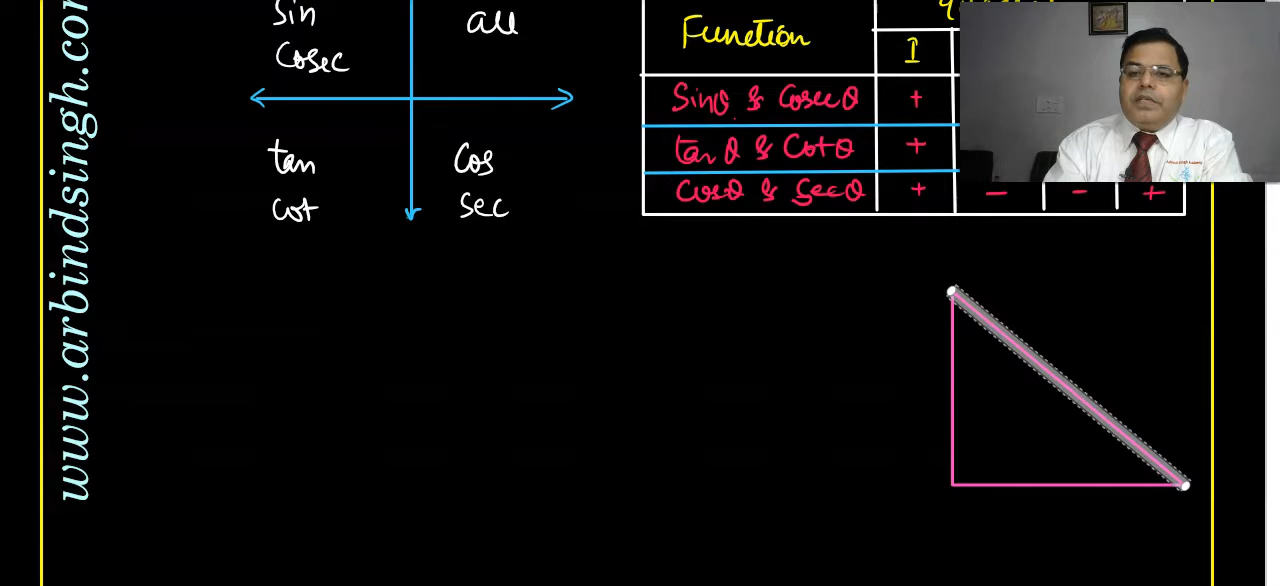 www.arbindsingh.com
Sin
Cosec
all
tan
cot
Cos
sec
Function
I
Sinθ & Cosecθ +
tanθ & Cotθ +
Cosθ & Secθ + - - +